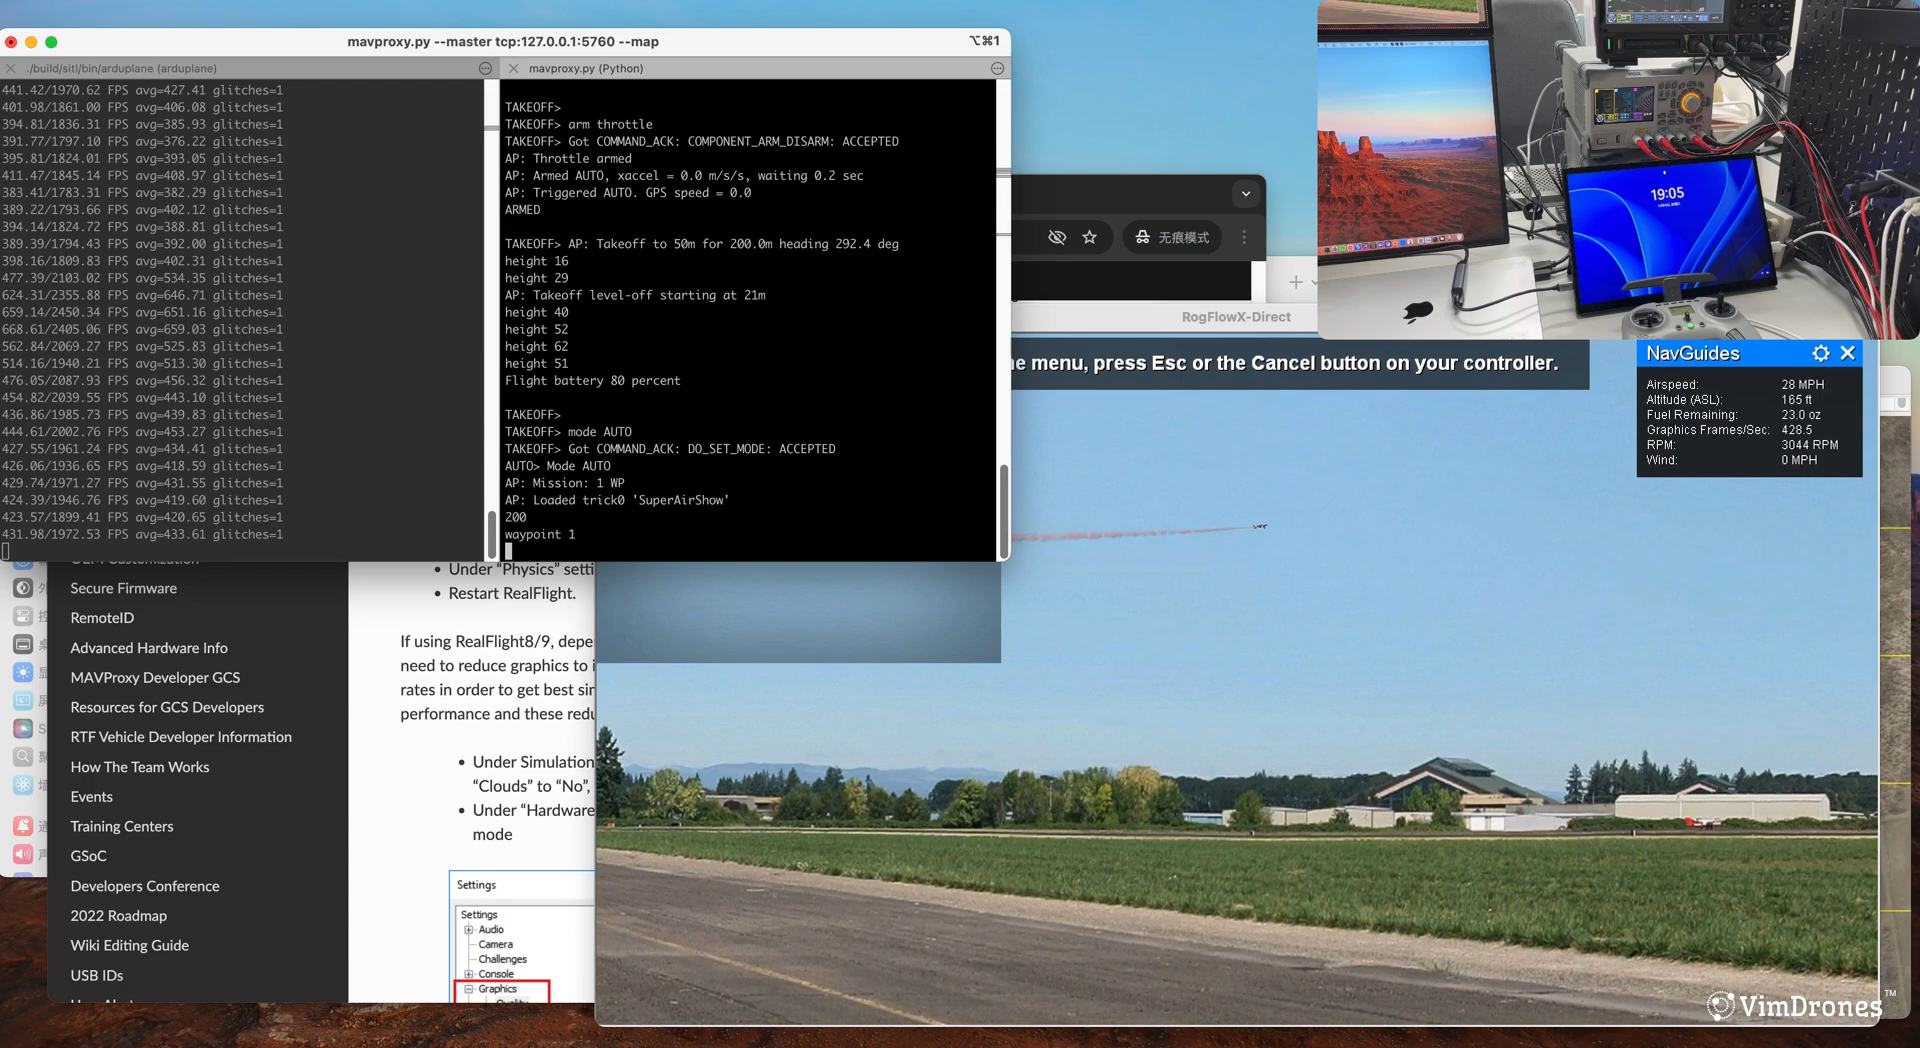 mavproxy.py --master tcp:127.0.0.1:5760 --map
⌥⌘1
./build/sitl/bin/arduplane (arduplane)
mavproxy.py (Python)
441.42/1970.62 FPS avg=427.41 glitches=1
401.98/1861.00 FPS avg=406.08 glitches=1
394.81/1836.31 FPS avg=385.93 glitches=1
391.77/1797.10 FPS avg=376.22 glitches=1
395.81/1824.01 FPS avg=393.05 glitches=1
411.47/1845.14 FPS avg=408.97 glitches=1
383.41/1783.31 FPS avg=382.29 glitches=1
389.22/1793.66 FPS avg=402.12 glitches=1
394.14/1824.72 FPS avg=388.81 glitches=1
389.39/1794.43 FPS avg=392.00 glitches=1
398.16/1809.83 FPS avg=402.31 glitches=1
477.39/2103.02 FPS avg=534.35 glitches=1
624.31/2355.88 FPS avg=646.71 glitches=1
659.14/2450.34 FPS avg=651.16 glitches=1
668.61/2405.06 FPS avg=659.03 glitches=1
562.84/2069.27 FPS avg=525.83 glitches=1
514.16/1940.21 FPS avg=513.30 glitches=1
476.05/2087.93 FPS avg=456.32 glitches=1
454.82/2039.55 FPS avg=443.10 glitches=1
436.86/1985.73 FPS avg=439.83 glitches=1
444.61/2002.76 FPS avg=453.27 glitches=1
427.55/1961.24 FPS avg=434.41 glitches=1
426.06/1936.65 FPS avg=418.59 glitches=1
429.74/1971.27 FPS avg=431.55 glitches=1
424.39/1946.76 FPS avg=419.60 glitches=1
423.57/1899.41 FPS avg=420.65 glitches=1
431.98/1972.53 FPS avg=433.61 glitches=1
TAKEOFF>
TAKEOFF> arm throttle
TAKEOFF> Got COMMAND_ACK: COMPONENT_ARM_DISARM: ACCEPTED
AP: Throttle armed
AP: Armed AUTO, xaccel = 0.0 m/s/s, waiting 0.2 sec
AP: Triggered AUTO. GPS speed = 0.0
ARMED
TAKEOFF> AP: Takeoff to 50m for 200.0m heading 292.4 deg
height 16
height 29
AP: Takeoff level-off starting at 21m
height 40
height 52
height 62
height 51
Flight battery 80 percent
TAKEOFF>
TAKEOFF> mode AUTO
TAKEOFF> Got COMMAND_ACK: DO_SET_MODE: ACCEPTED
AUTO> Mode AUTO
AP: Mission: 1 WP
AP: Loaded trick0 'SuperAirShow'
200
waypoint 1
无痕模式
RogFlowX-Direct
19:05
menu, press Esc or the Cancel button on your controller.
NavGuides
Airspeed: 28 MPH
Altitude (ASL): 165 ft
Fuel Remaining: 23.0 oz
Graphics Frames/Sec: 428.5
RPM: 3044 RPM
Wind: 0 MPH
Secure Firmware
RemoteID
Advanced Hardware Info
MAVProxy Developer GCS
Resources for GCS Developers
RTF Vehicle Developer Information
How The Team Works
Events
Training Centers
GSoC
Developers Conference
2022 Roadmap
Wiki Editing Guide
USB IDs
• Under “Physics” setti
• Restart RealFlight.
If using RealFlight8/9, depe
need to reduce graphics to i
rates in order to get best sim
performance and these redu
• Under Simulation
“Clouds” to “No”,
• Under “Hardware
mode
Settings
Settings
Audio
Camera
Challenges
Console
Graphics
Quality
VimDrones™